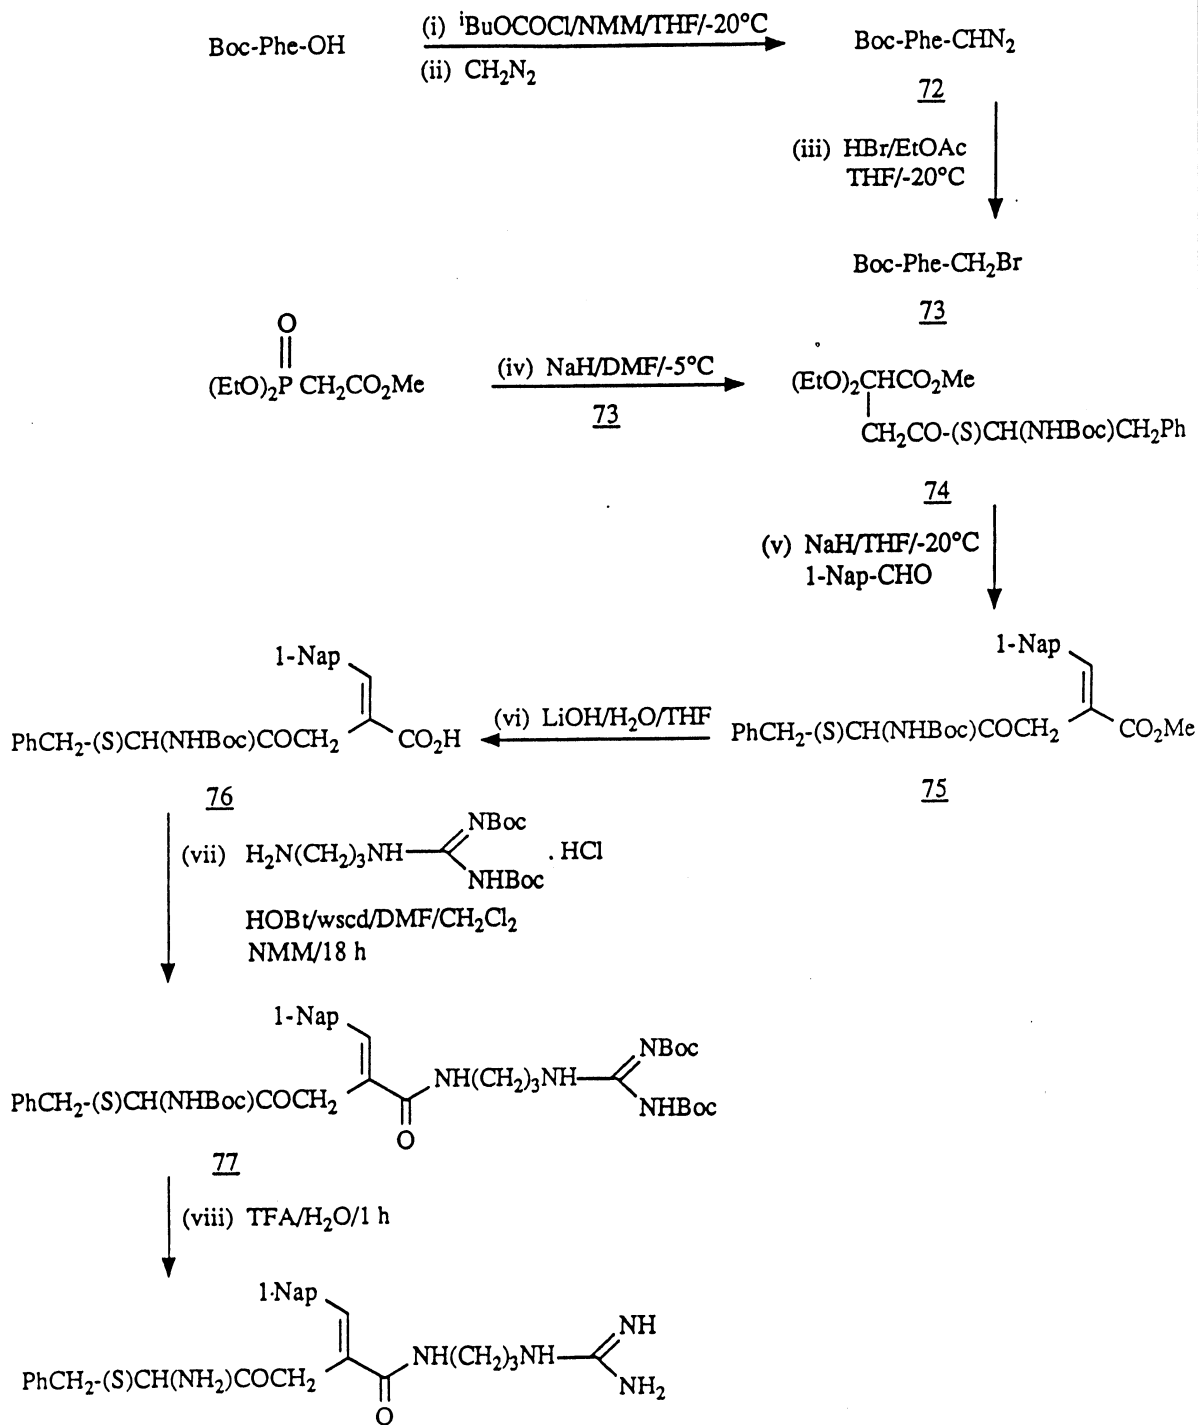 Boc-Phe-OH
(i) ⁱBuOCOCl/NMM/THF/-20°C
(ii) CH₂N₂
Boc-Phe-CHN₂
72
(iii) HBr/EtOAc
THF/-20°C
Boc-Phe-CH₂Br
73
O
(EtO)₂P CH₂CO₂Me
(iv) NaH/DMF/-5°C
73
(EtO)₂CHCO₂Me
CH₂CO-(S)CH(NHBoc)CH₂Ph
74
(v) NaH/THF/-20°C
1-Nap-CHO
1-Nap
PhCH₂-(S)CH(NHBoc)COCH₂
CO₂Me
75
(vi) LiOH/H₂O/THF
1-Nap
PhCH₂-(S)CH(NHBoc)COCH₂
CO₂H
76
(vii) H₂N(CH₂)₃NH
NBoc
NHBoc
. HCl
HOBt/wscd/DMF/CH₂Cl₂
NMM/18 h
1-Nap
PhCH₂-(S)CH(NHBoc)COCH₂
O
NH(CH₂)₃NH
NBoc
NHBoc
77
(viii) TFA/H₂O/1 h
1-Nap
PhCH₂-(S)CH(NH₂)COCH₂
O
NH(CH₂)₃NH
NH
NH₂